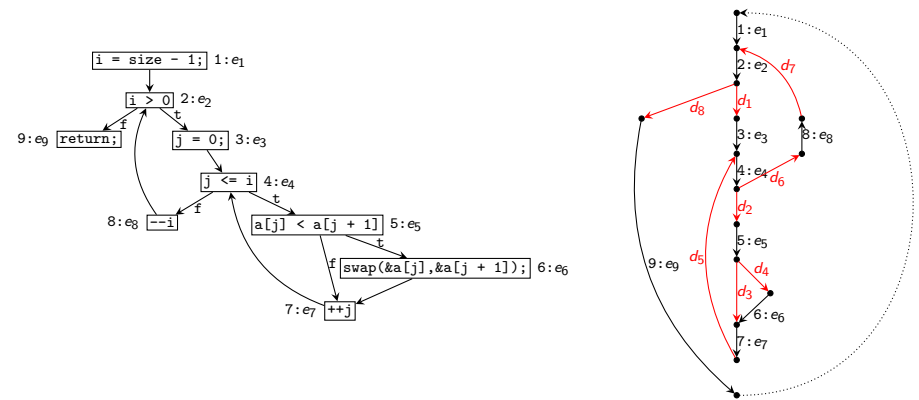 i = size - 1; 1:e₁
i > 0 2:e₂
f
t
9:e₉ return;
j = 0; 3:e₃
j <= i 4:e₄
f
t
8:e₈ --i
a[j] < a[j + 1] 5:e₅
t
f
swap(&a[j],&a[j + 1]); 6:e₆
7:e₇ ++j
1:e₁
2:e₂
d₇
d₈
d₁
3:e₃
8:e₈
4:e₄
d₆
d₂
5:e₅
d₅
9:e₉
d₄
d₃
6:e₆
7:e₇